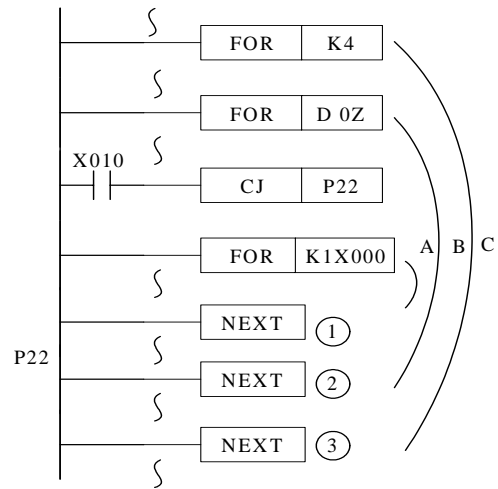 FOR K4
FOR D 0Z
X010
CJ P22
FOR K1X000 A B C
NEXT 1
P22
NEXT 2
NEXT 3